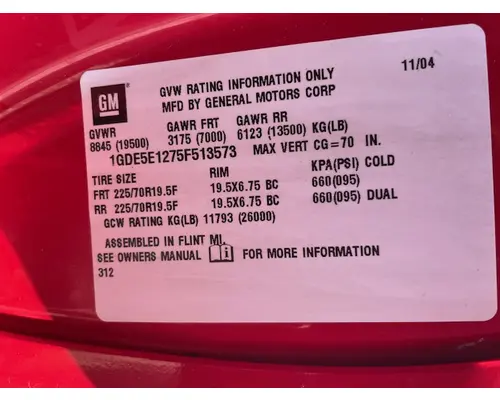 GM
GVW RATING INFORMATION ONLY 11/04
MFD BY GENERAL MOTORS CORP
GVWR GAWR FRT GAWR RR
8845 (19500) 3175 (7000) 6123 (13500) KG(LB)
1GDE5E1275F513573 MAX VERT CG=70 IN.
TIRE SIZE RIM KPA(PSI) COLD
FRT 225/70R19.5F 19.5X6.75 BC 660(095)
RR 225/70R19.5F 19.5X6.75 BC 660(095) DUAL
GCW RATING KG(LB) 11793 (26000)
ASSEMBLED IN FLINT MI.
SEE OWNERS MANUAL i FOR MORE INFORMATION
312